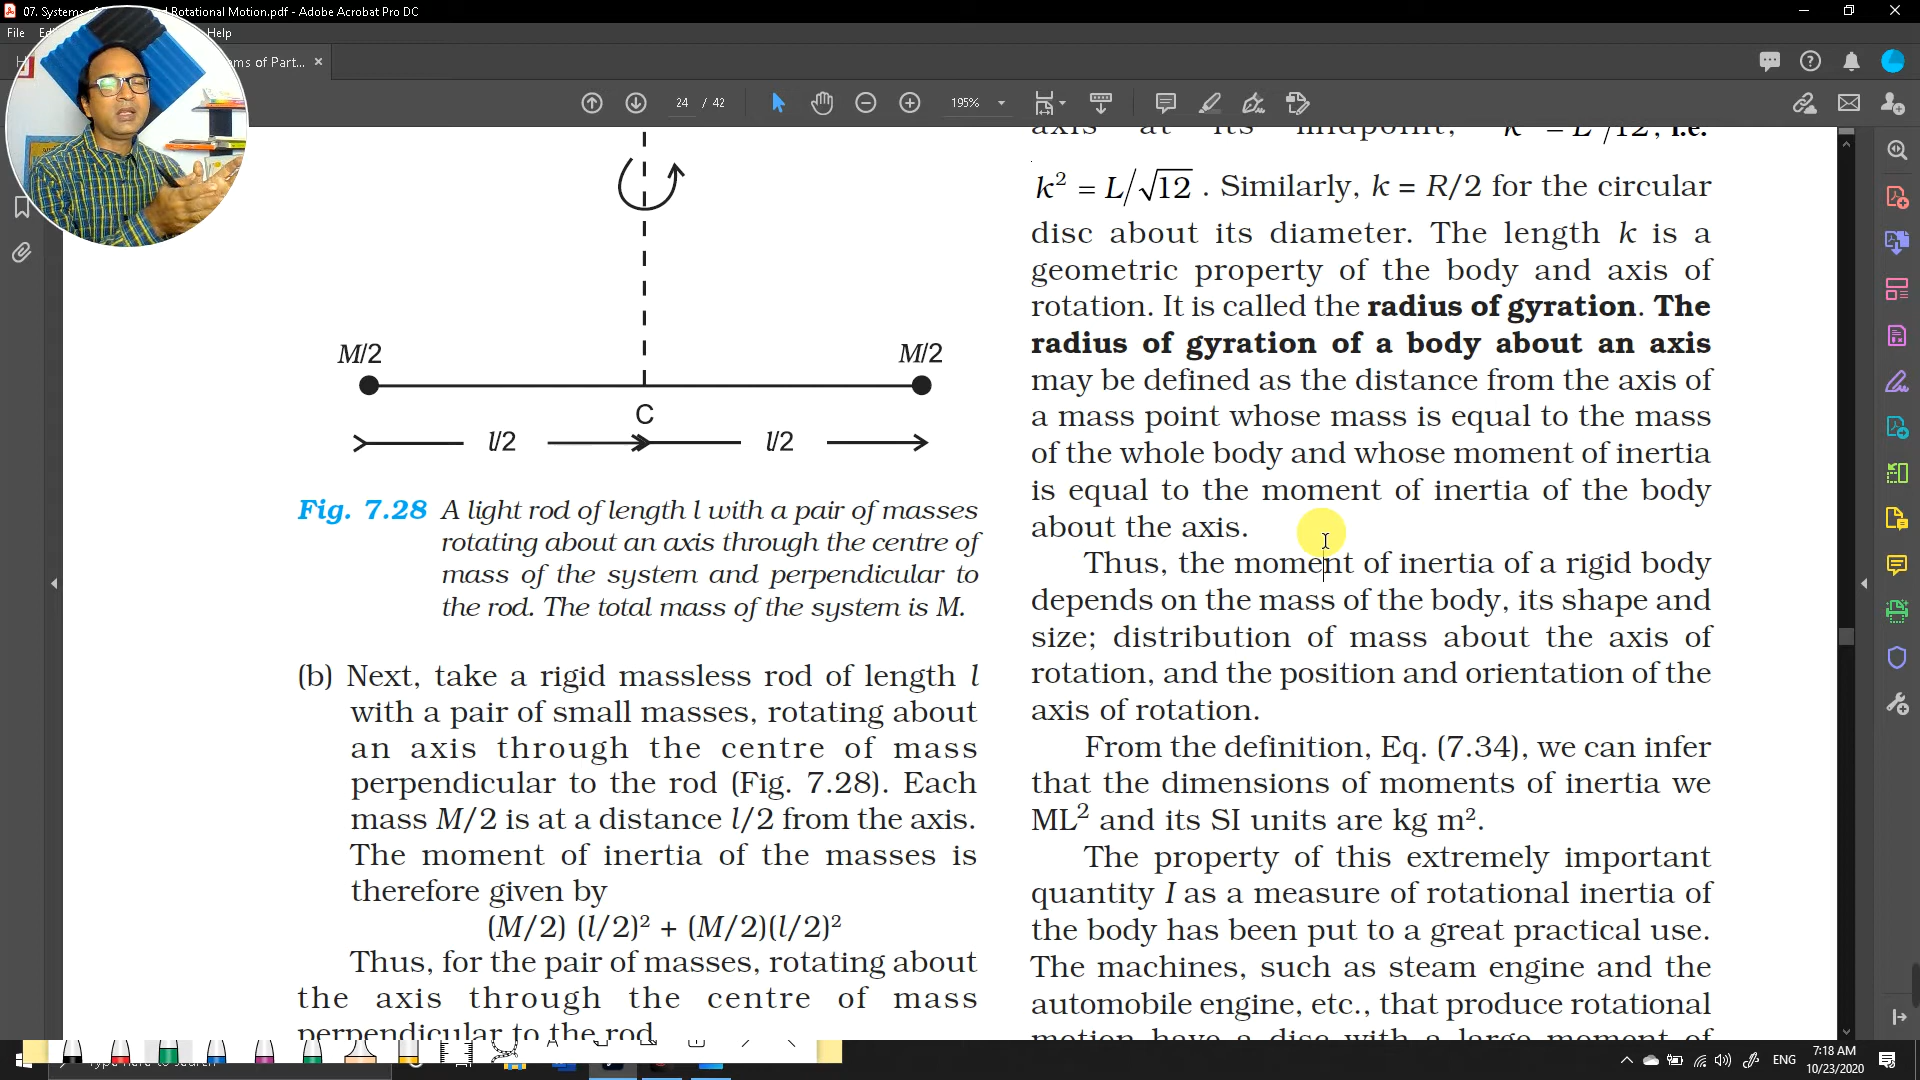 07. Systems of
d Rotational Motion.pdf - Adobe Acrobat Pro DC
File
Help
ms of Part...
24 / 42
195%
M/2
M/2
C
l/2
l/2
Fig. 7.28 A light rod of length l with a pair of masses
rotating about an axis through the centre of
mass of the system and perpendicular to
the rod. The total mass of the system is M.
(b) Next, take a rigid massless rod of length l
with a pair of small masses, rotating about
an axis through the centre of mass
perpendicular to the rod (Fig. 7.28). Each
mass M/2 is at a distance l/2 from the axis.
The moment of inertia of the masses is
therefore given by
(M/2) (l/2)² + (M/2)(l/2)²
Thus, for the pair of masses, rotating about
the axis through the centre of mass
perpendicular to the rod
axis at its midpoint, i.e.
k² = L/√12 . Similarly, k = R/2 for the circular
disc about its diameter. The length k is a
geometric property of the body and axis of
rotation. It is called the radius of gyration. The
radius of gyration of a body about an axis
may be defined as the distance from the axis of
a mass point whose mass is equal to the mass
of the whole body and whose moment of inertia
is equal to the moment of inertia of the body
about the axis.
Thus, the moment of inertia of a rigid body
depends on the mass of the body, its shape and
size; distribution of mass about the axis of
rotation, and the position and orientation of the
axis of rotation.
From the definition, Eq. (7.34), we can infer
that the dimensions of moments of inertia we
ML² and its SI units are kg m².
The property of this extremely important
quantity I as a measure of rotational inertia of
the body has been put to a great practical use.
The machines, such as steam engine and the
automobile engine, etc., that produce rotational
motion have a disc with a large moment of
ENG
7:18 AM
10/23/2020